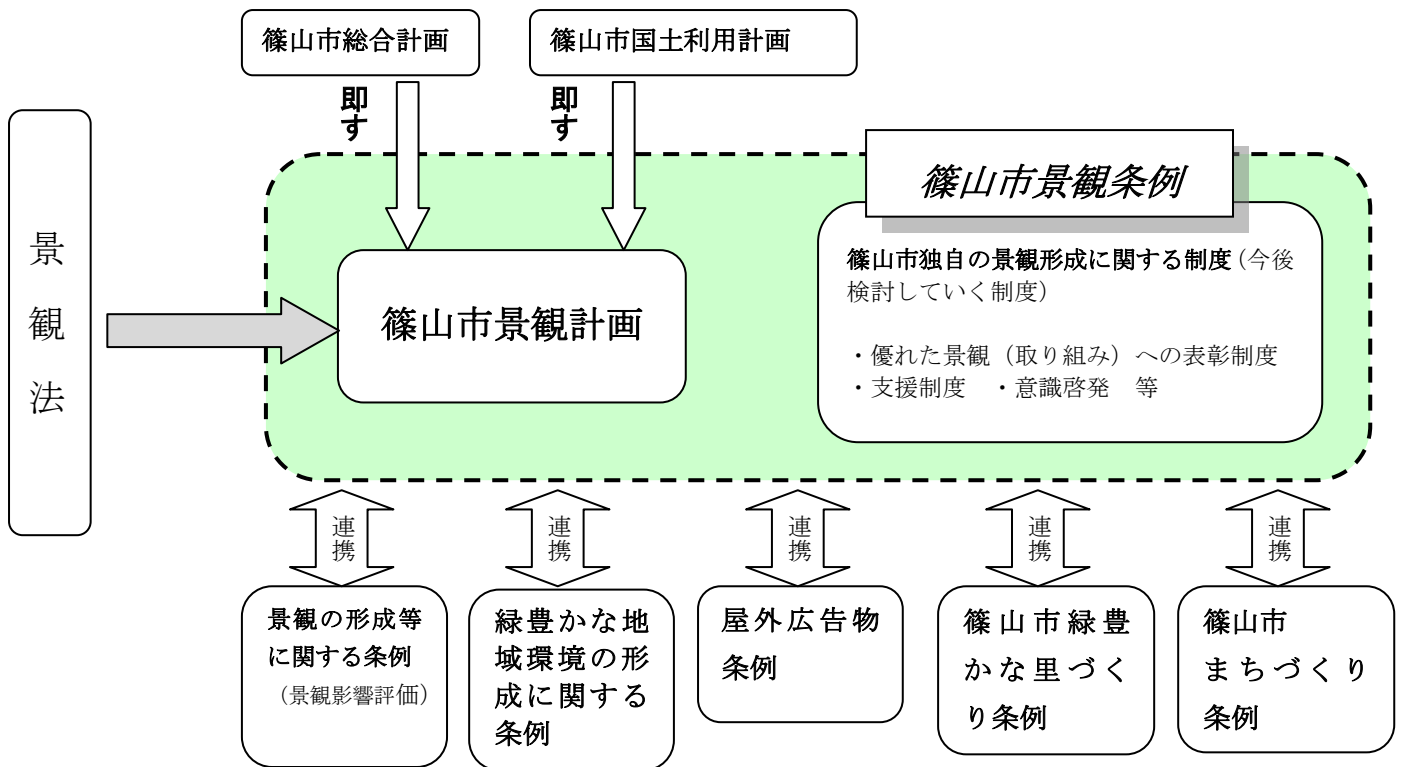 篠山市総合計画
篠山市国土利用計画
即す
即す
景観法
篠山市景観条例
篠山市独自の景観形成に関する制度(今後
検討していく制度)
・優れた景観(取り組み)への表彰制度
・支援制度　・意識啓発　等
篠山市景観計画
連携
連携
連携
連携
連携
景観の形成等
に関する条例
(景観影響評価)
緑豊かな地
域環境の形
成に関する
条例
屋外広告物
条例
篠山市緑豊
かな里づく
り条例
篠山市
まちづくり
条例